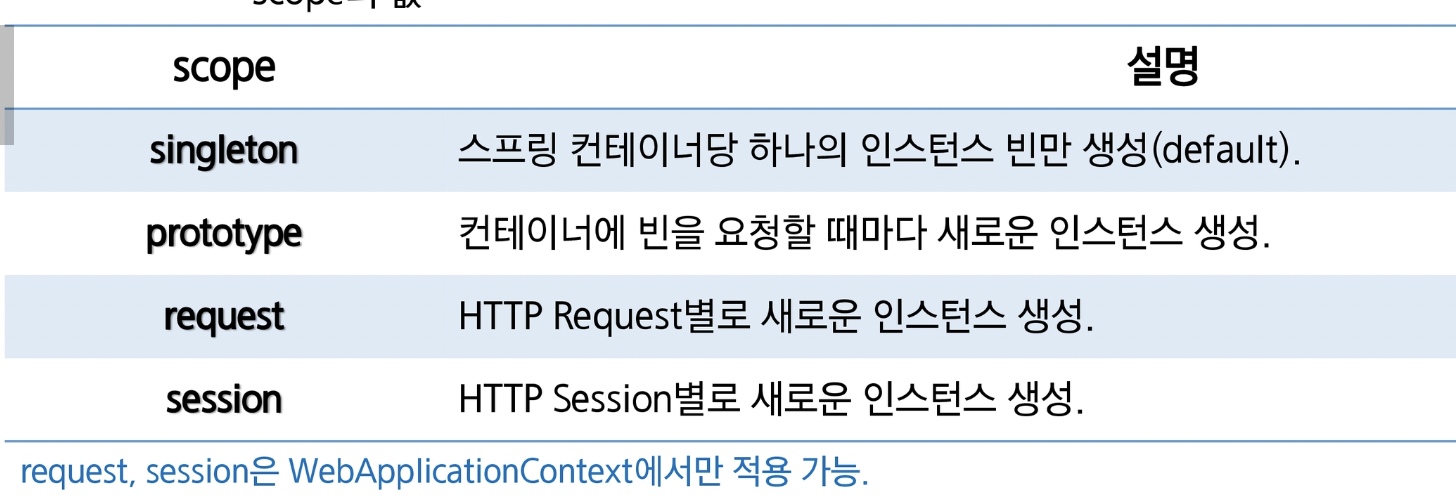 scope의 값
scope 설명
singleton 스프링 컨테이너당 하나의 인스턴스 빈만 생성(default).
prototype 컨테이너에 빈을 요청할 때마다 새로운 인스턴스 생성.
request HTTP Request별로 새로운 인스턴스 생성.
session HTTP Session별로 새로운 인스턴스 생성.
request, session은 WebApplicationContext에서만 적용 가능.